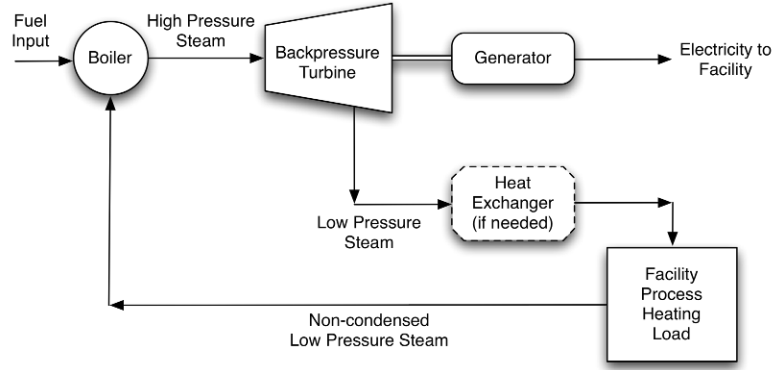 Fuel
Input
Boiler
High Pressure
Steam
Backpressure
Turbine
Generator
Electricity to
Facility
Low Pressure
Steam
Heat
Exchanger
(if needed)
Facility
Process
Heating
Load
Non-condensed
Low Pressure Steam